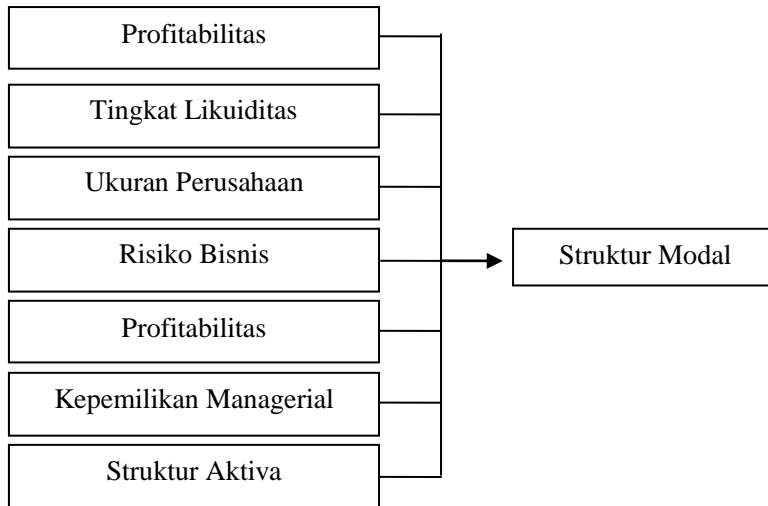 Profitabilitas
Tingkat Likuiditas
Ukuran Perusahaan
Risiko Bisnis
Struktur Modal
Profitabilitas
Kepemilikan Managerial
Struktur Aktiva